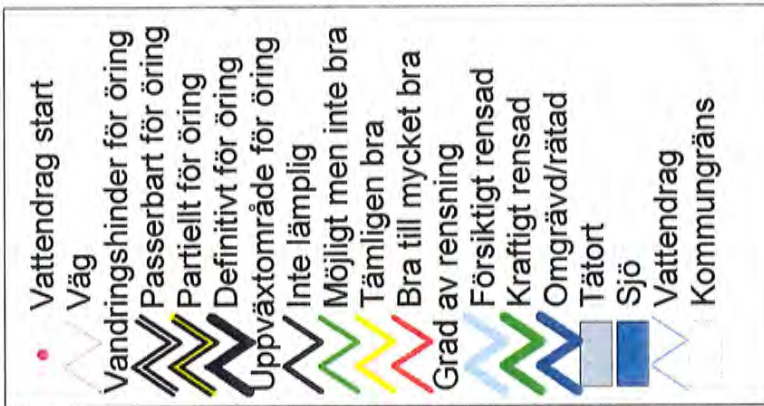 Vattendrag start
Väg
Vandringshinder för öring
Passerbart för öring
Partiellt för öring
Definitivt för öring
Uppväxtområde för öring
Inte lämplig
Möjligt men inte bra
Tämligen bra
Bra till mycket bra
Grad av rensning
Försiktigt rensad
Kraftigt rensad
Omgrävd/rätad
Tätort
Sjö
Vattendrag
Kommungräns